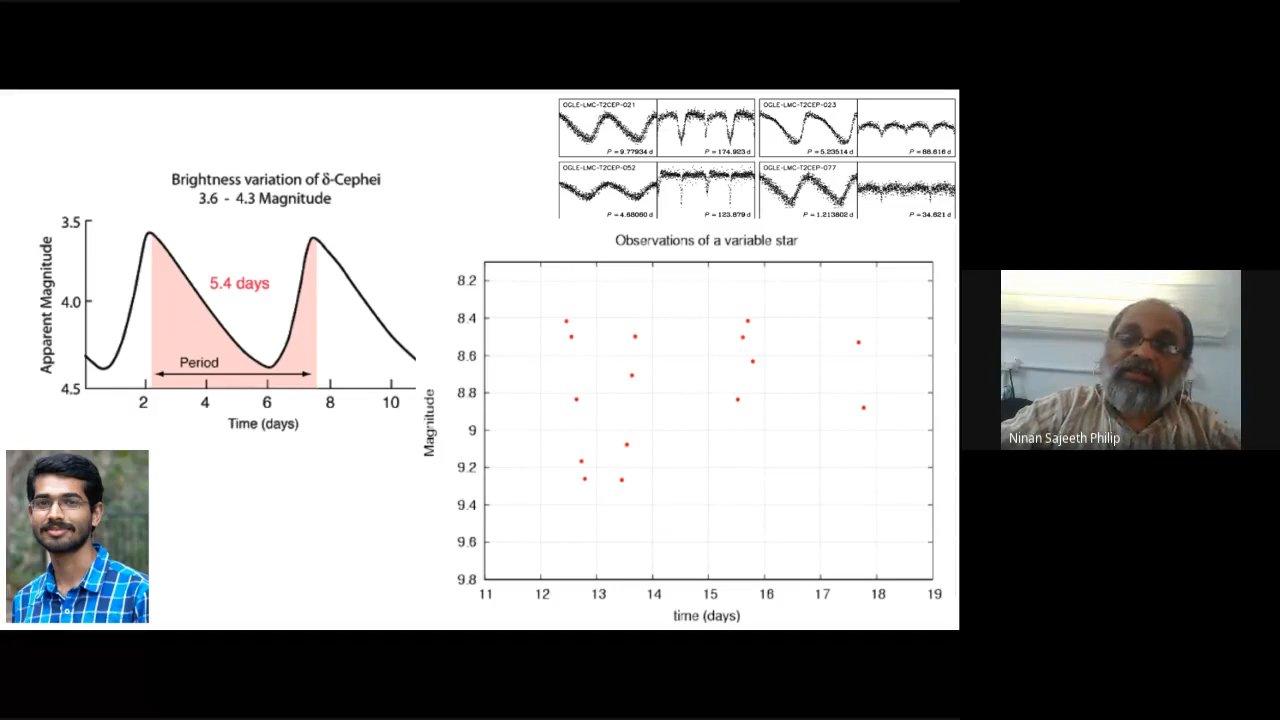 OGLE-LMC-T2CEP-021
P = 9.77934 d
P = 174.923 d
OGLE-LMC-T2CEP-023
P = 5.23514 d
P = 88.616 d
OGLE-LMC-T2CEP-052
P = 4.68060 d
P = 123.879 d
OGLE-LMC-T2CEP-077
P = 1.213802 d
P = 34.621 d
Brightness variation of δ-Cephei
3.6 - 4.3 Magnitude
Apparent Magnitude
3.5
4.0
4.5
5.4 days
Period
2 4 6 8 10
Time (days)
Observations of a variable star
Magnitude
8.2
8.4
8.6
8.8
9
9.2
9.4
9.6
9.8
11 12 13 14 15 16 17 18 19
time (days)
Ninan Sajeeth Philip